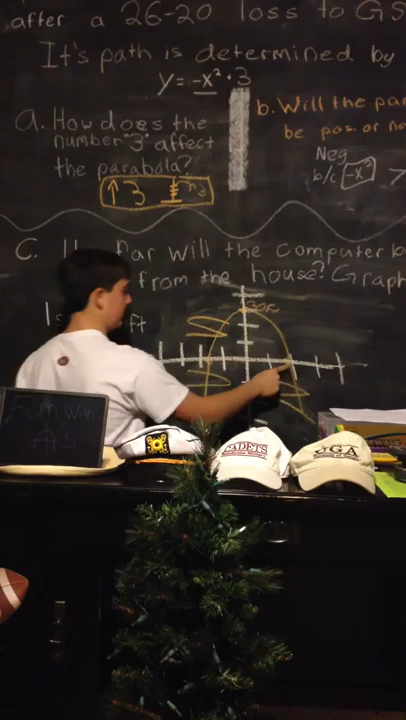 after a 26-20 loss to GS
It's path is determined by
y = -x² + 3
a. How does the
number "3" affect
the parabola?
↑3
b. Will the par
be pos. or ne
Neg
b/c -x²
C. far will the computer
from the house? Graph
CADETS
UGA